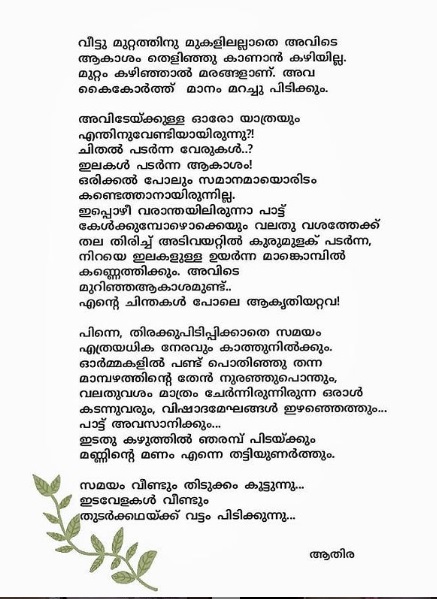 വീട്ടു മുറ്റത്തിനു മുകളിലല്ലാതെ അവിടെ
ആകാശം തെളിഞ്ഞു കാണാൻ കഴിയില്ല.
മുറ്റം കഴിഞ്ഞാൽ മരങ്ങളാണ്. അവ
കൈകോർത്ത് മാനം മറച്ചു പിടിക്കും.
അവിടേയ്ക്കുള്ള ഓരോ യാത്രയും
എന്തിനുവേണ്ടിയായിരുന്നു?!
ചിതൽ പടർന്ന വേരുകൾ..?
ഇലകൾ പടർന്ന ആകാശം!
ഒരിക്കൽ പോലും സമാനമായൊരിടം
കണ്ടെത്താനായിരുന്നില്ല.
ഇപ്പൊഴീ വരാന്തയിലിരുന്നാ പാട്ട്
കേൾക്കുമ്പോഴൊക്കെയും വലതു വശത്തേക്ക്
തല തിരിച്ച് അടിവയറ്റിൽ കുരുമുളക് പടർന്ന,
നിറയെ ഇലകളുള്ള ഉയർന്ന മാങ്കൊമ്പിൽ
കണ്ണെത്തിക്കും. അവിടെ
മുറിഞ്ഞആകാശമുണ്ട്..
എന്റെ ചിന്തകൾ പോലെ ആകൃതിയറ്റവ!
പിന്നെ, തിരക്കുപിടിപ്പിക്കാതെ സമയം
എത്രയധിക നേരവും കാത്തുനിൽക്കും.
ഓർമ്മകളിൽ പണ്ട് പൊതിഞ്ഞു തന്ന
മാമ്പഴത്തിന്റെ തേൻ നുരഞ്ഞുപൊന്തും,
വലതുവശം മാത്രം ചേർന്നിരുന്നിരുന്ന ഒരാൾ
കടന്നുവരും, വിഷാദമേഘങ്ങൾ ഇഴഞ്ഞെത്തും...
പാട്ട് അവസാനിക്കും...
ഇടതു കഴുത്തിൽ ഞരമ്പ് പിടയ്ക്കും
മണ്ണിന്റെ മണം എന്നെ തട്ടിയുണർത്തും.
സമയം വീണ്ടും തിടുക്കം കൂട്ടുന്നു...
ഇടവേളകൾ വീണ്ടും
തുടർക്കഥയ്ക്ക് വട്ടം പിടിക്കുന്നു...
ആതിര